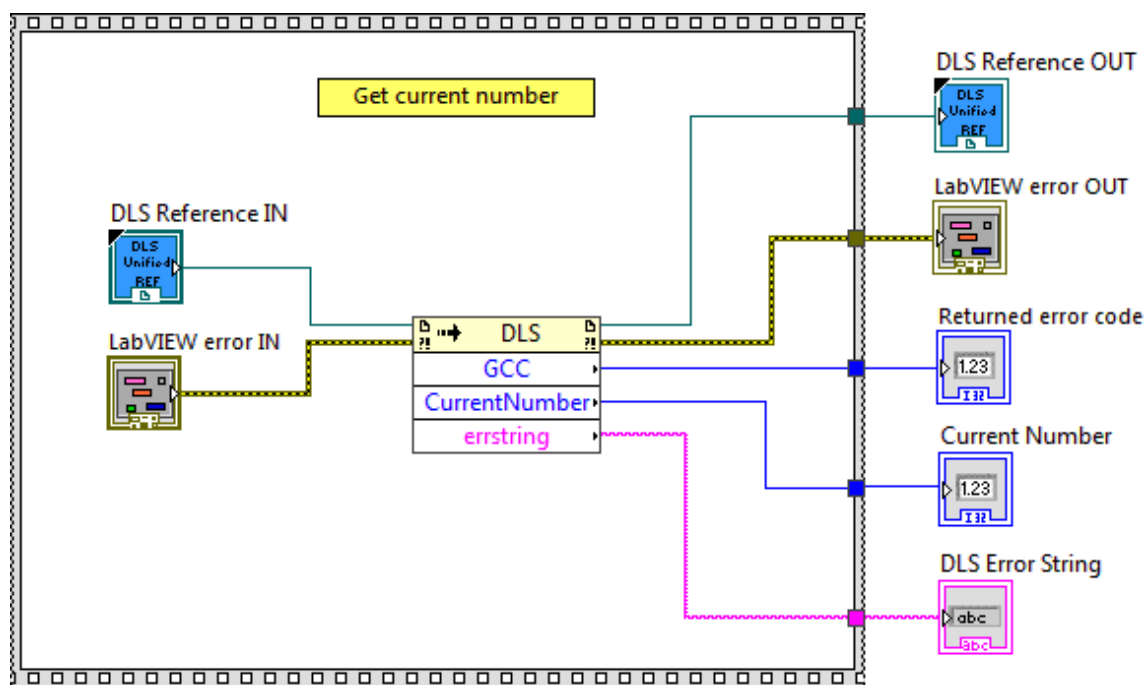 Get current number
DLS Reference IN
DLS
Unified
REF
LabVIEW error IN
?!
DLS
?!
GCC
CurrentNumber
errstring
DLS Reference OUT
DLS
Unified
REF
LabVIEW error OUT
Returned error code
1.23
I32
Current Number
1.23
I32
DLS Error String
abc
abc